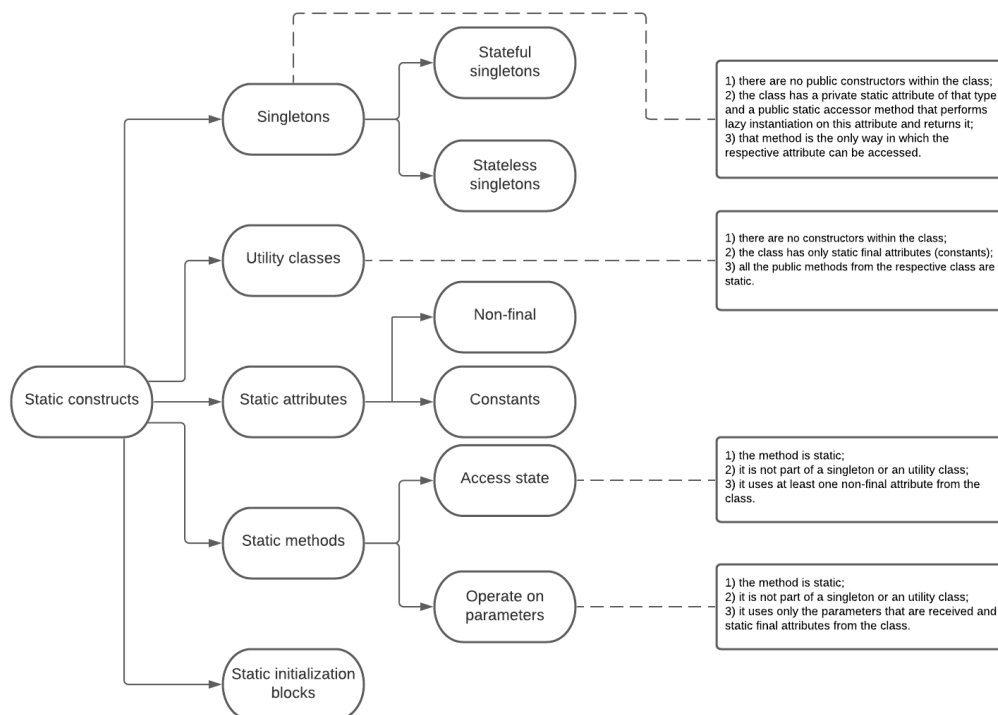 Stateful
singletons
Singletons
Stateless
singletons
1) there are no public constructors within the class;
2) the class has a private static attribute of that type
and a public static accessor method that performs
lazy instantiation on this attribute and returns it;
3) that method is the only way in which the
respective attribute can be accessed.
Utility classes
1) there are no constructors within the class;
2) the class has only static final attributes (constants);
3) all the public methods from the respective class are
static.
Non-final
Static constructs
Static attributes
Constants
Access state
1) the method is static;
2) it is not part of a singleton or an utility class;
3) it uses at least one non-final attribute from the
class.
Static methods
Operate on
parameters
1) the method is static;
2) it is not part of a singleton or an utility class;
3) it uses only the parameters that are received and
static final attributes from the class.
Static initialization
blocks